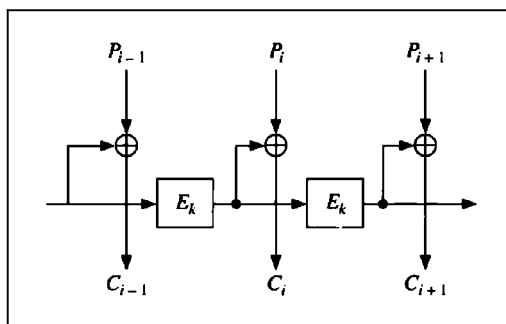 P_{i-1} P_i P_{i+1}
E_k E_k
C_{i-1} C_i C_{i+1}